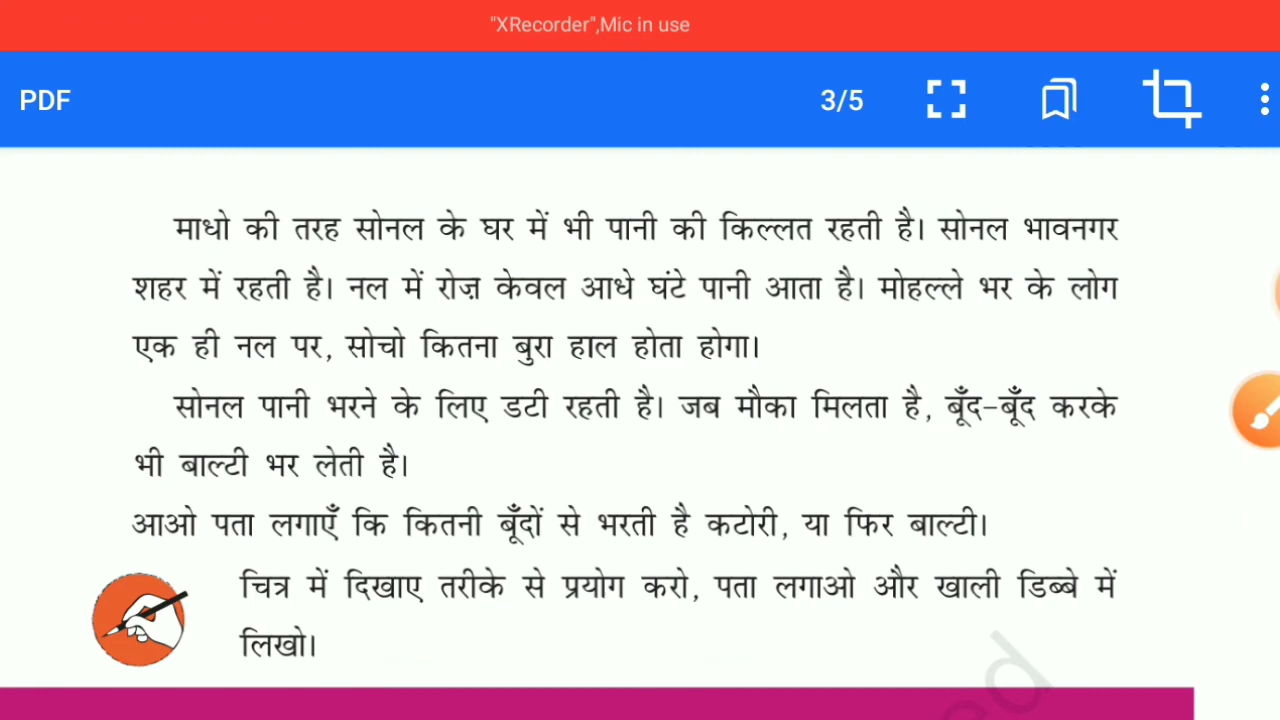 "XRecorder",Mic in use
PDF 3/5
माधो की तरह सोनल के घर में भी पानी की किल्लत रहती है। सोनल भावनगर
शहर में रहती है। नल में रोज़ केवल आधे घंटे पानी आता है। मोहल्ले भर के लोग
एक ही नल पर, सोचो कितना बुरा हाल होता होगा।
सोनल पानी भरने के लिए डटी रहती है। जब मौका मिलता है, बूँद-बूँद करके
भी बाल्टी भर लेती है।
आओ पता लगाएँ कि कितनी बूँदों से भरती है कटोरी, या फिर बाल्टी।
चित्र में दिखाए तरीके से प्रयोग करो, पता लगाओ और खाली डिब्बे में
लिखो।